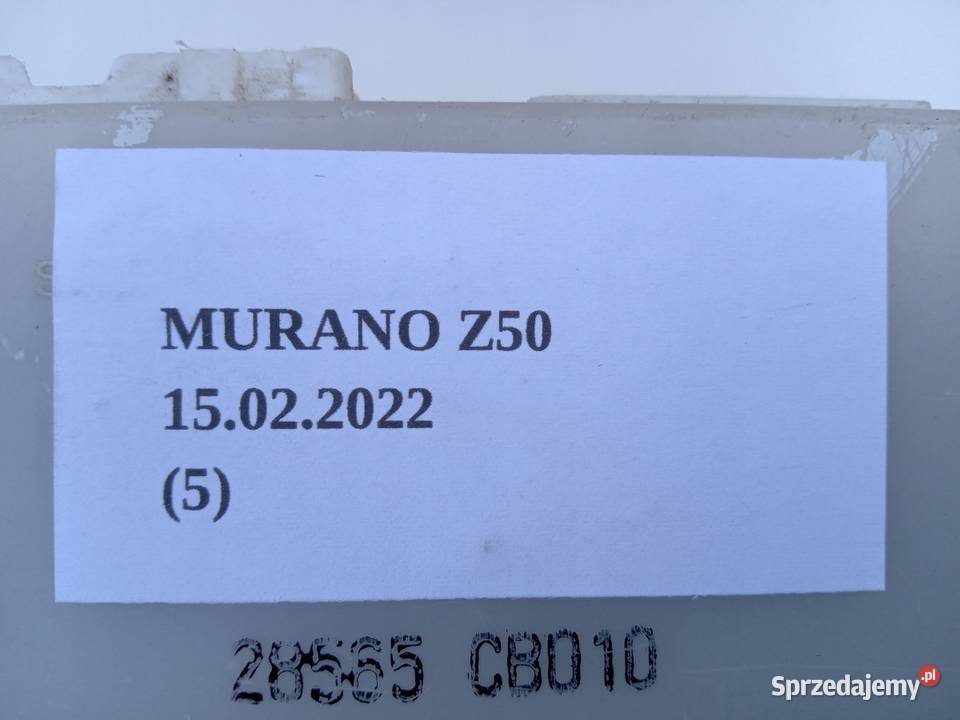 MURANO Z50
15.02.2022
(5)
28565 CB010
Sprzedajemy.pl